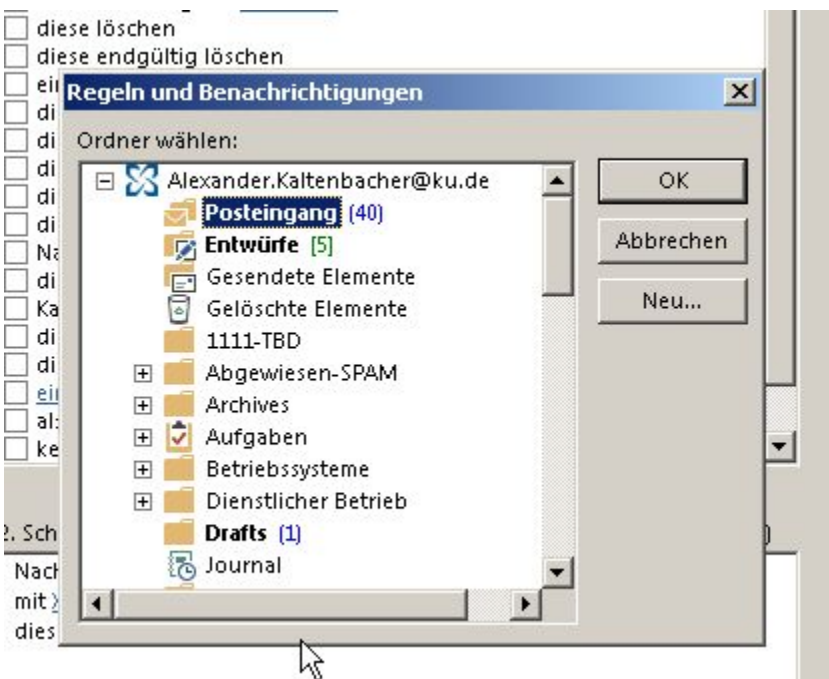 diese löschen
diese endgültig löschen
Regeln und Benachrichtigungen
Ordner wählen:
Alexander.Kaltenbacher@ku.de
OK
Posteingang (40)
Abbrechen
Entwürfe [5]
Gesendete Elemente
Neu...
Gelöschte Elemente
1111-TBD
Abgewiesen-SPAM
Archives
Aufgaben
Betriebssysteme
Dienstlicher Betrieb
Drafts (1)
Journal
mit